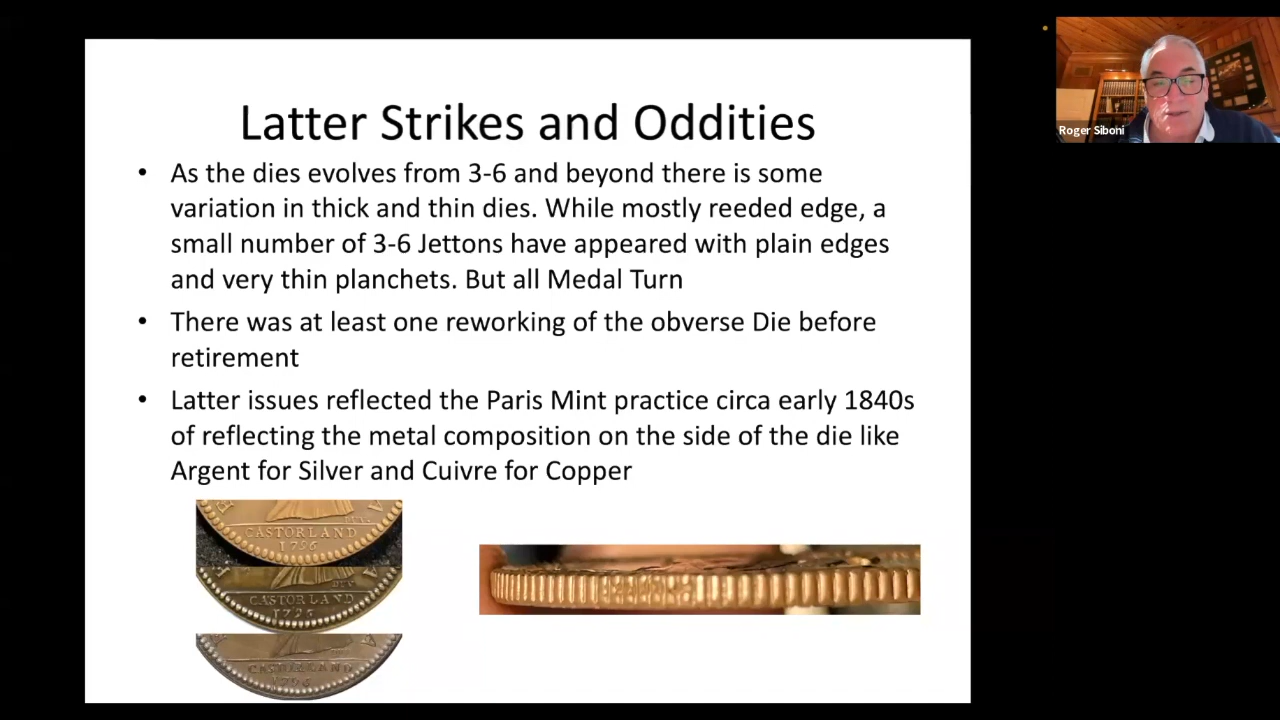 Latter Strikes and Oddities
• As the dies evolves from 3-6 and beyond there is some
variation in thick and thin dies. While mostly reeded edge, a
small number of 3-6 Jettons have appeared with plain edges
and very thin planchets. But all Medal Turn
• There was at least one reworking of the obverse Die before
retirement
• Latter issues reflected the Paris Mint practice circa early 1840s
of reflecting the metal composition on the side of the die like
Argent for Silver and Cuivre for Copper
CASTORLAND
1796
CASTORLAND
CASTORLAND
1796
Roger Siboni